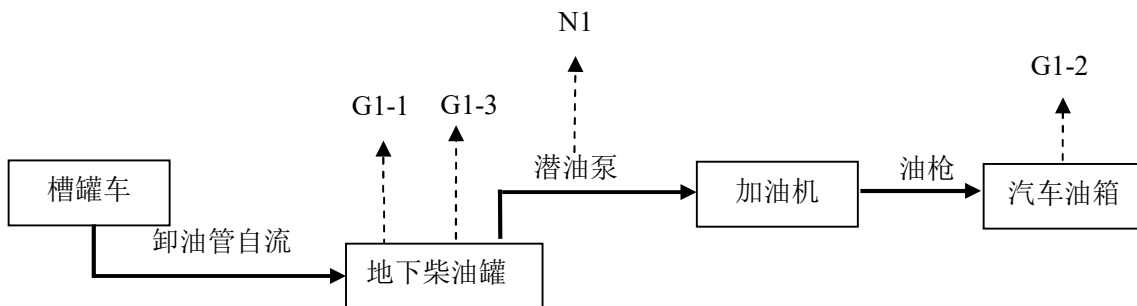 N1
G1-2
G1-1
G1-3
潜油泵
油枪
槽罐车
加油机
汽车油箱
卸油管自流
地下柴油罐